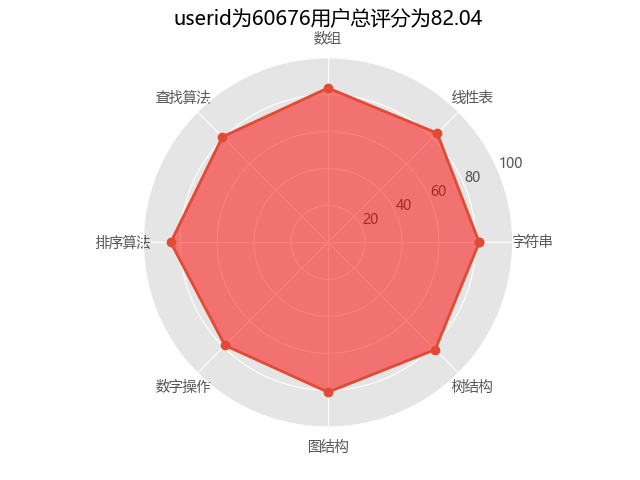 userid为60676用户总评分为82.04
数组
查找算法
线性表
100
80
60
40
20
排序算法
字符串
数字操作
树结构
图结构